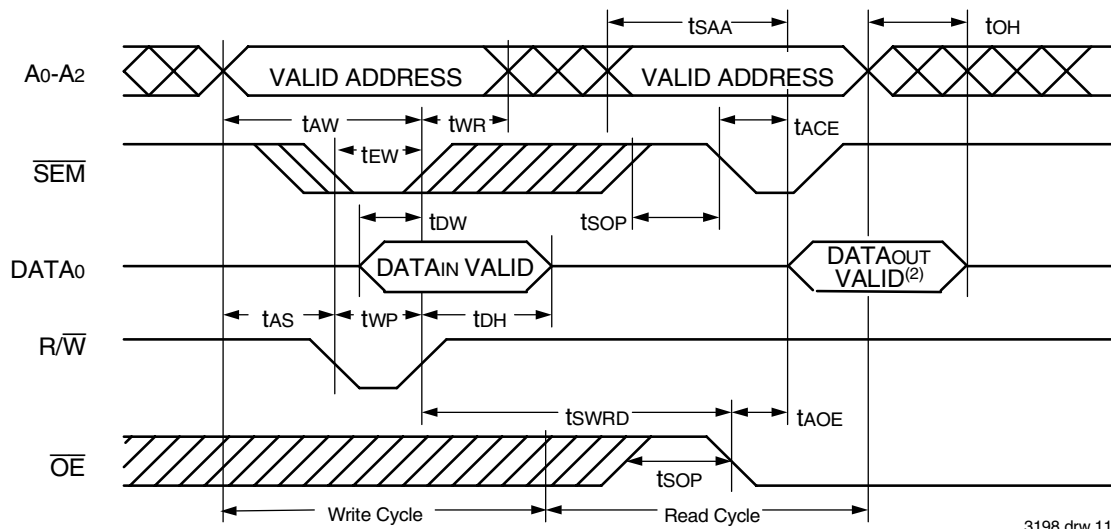 tSAA
tOH
A0-A2
VALID ADDRESS
VALID ADDRESS
tAW
tWR
tACE
tEW
SEM
tSOP
tDW
DATA0
DATAIN VALID
DATAOUT
VALID(2)
tAS
tWP
tDH
R/W
tSWRD
tAOE
OE
tSOP
Write Cycle
Read Cycle
3198 drw 11